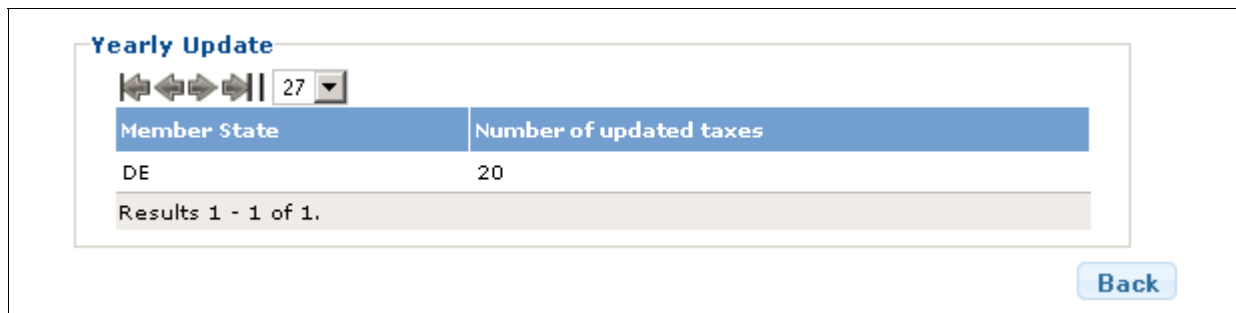 Yearly Update
27
Member State Number of updated taxes
DE 20
Results 1 - 1 of 1.
Back